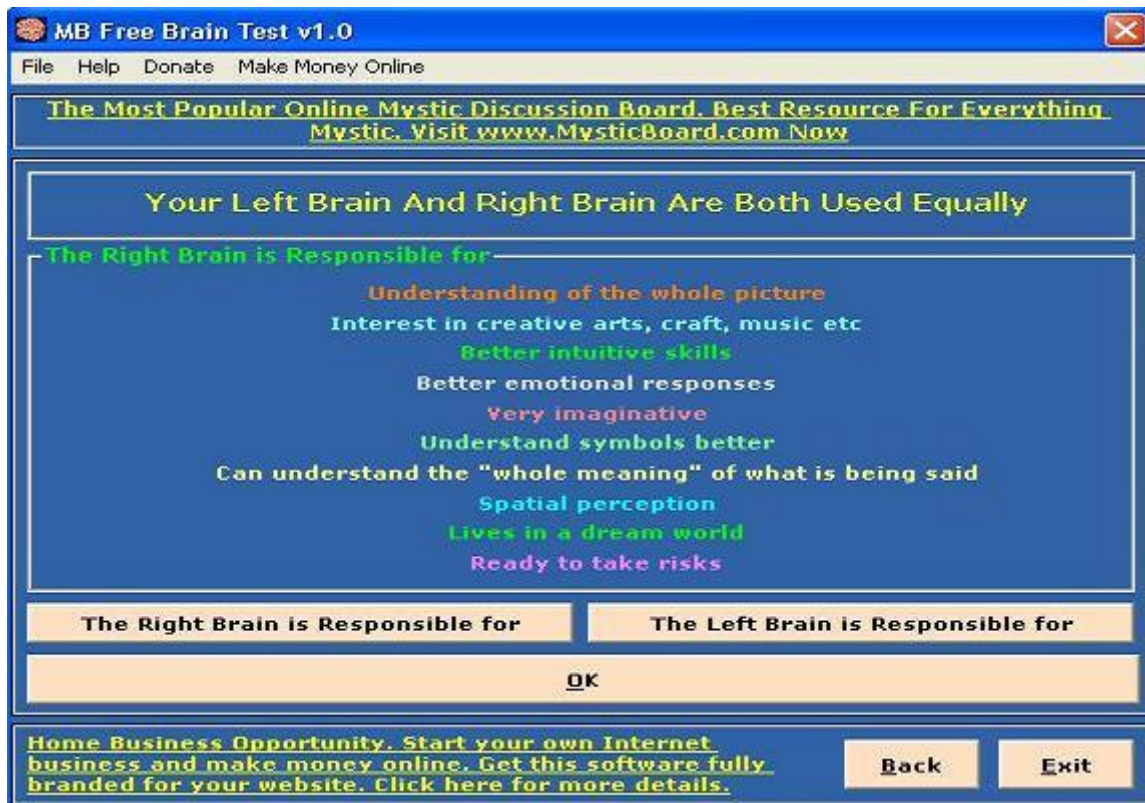 MB Free Brain Test v1.0
File Help Donate Make Money Online
The Most Popular Online Mystic Discussion Board. Best Resource For Everything
Mystic. Visit www.MysticBoard.com Now
Your Left Brain And Right Brain Are Both Used Equally
The Right Brain is Responsible for
Understanding of the whole picture
Interest in creative arts, craft, music etc
Better intuitive skills
Better emotional responses
Very imaginative
Understand symbols better
Can understand the "whole meaning" of what is being said
Spatial perception
Lives in a dream world
Ready to take risks
The Right Brain is Responsible for The Left Brain is Responsible for
OK
Home Business Opportunity. Start your own Internet
business and make money online. Get this software fully
branded for your website. Click here for more details.
Back Exit